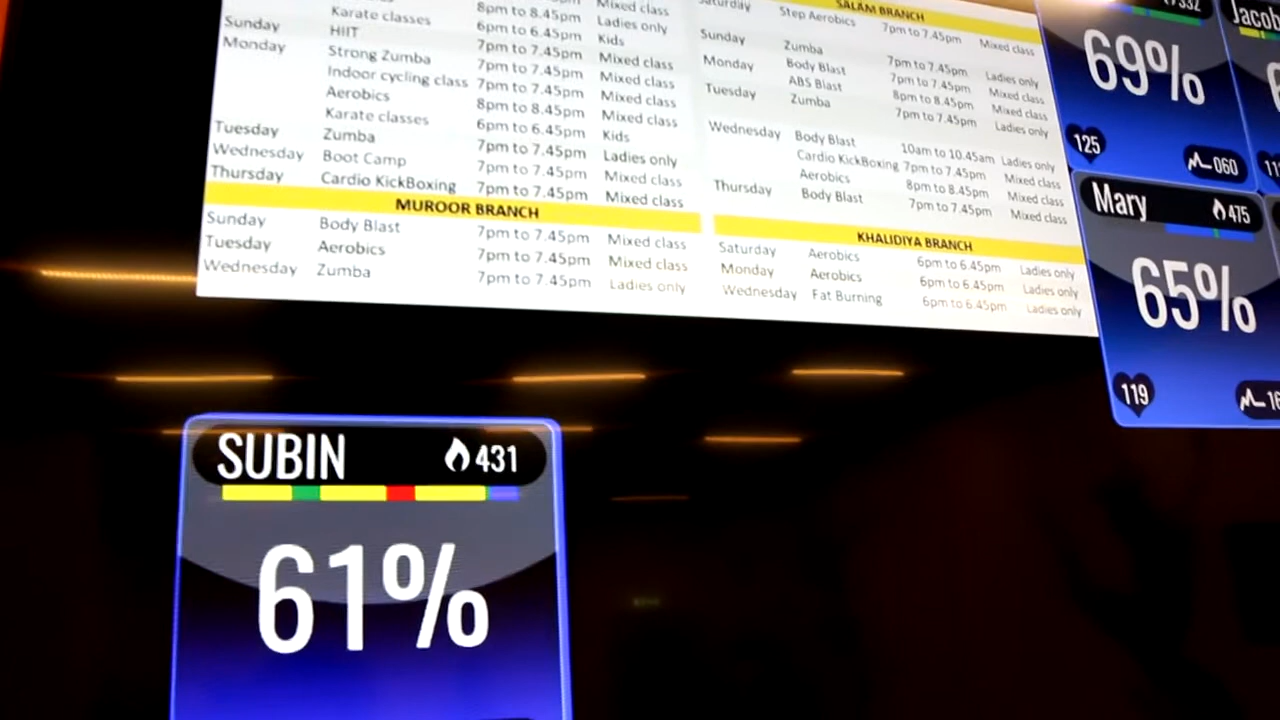 Karate classes 8pm to 8.45pm Mixed class
Sunday HIIT 6pm to 6.45pm Ladies only
Monday Strong Zumba 7pm to 7.45pm Kids
Indoor cycling class 7pm to 7.45pm Mixed class
Aerobics 7pm to 7.45pm Mixed class
Karate classes 8pm to 8.45pm Mixed class
Tuesday Zumba 6pm to 6.45pm Kids
Wednesday Boot Camp 7pm to 7.45pm Ladies only
Thursday Cardio KickBoxing 7pm to 7.45pm Mixed class
7pm to 7.45pm Mixed class
MUROOR BRANCH
Sunday Body Blast 7pm to 7.45pm Mixed class
Tuesday Aerobics 7pm to 7.45pm Mixed class
Wednesday Zumba 7pm to 7.45pm Ladies only
SALAM BRANCH
Step Aerobics 7pm to 7.45pm Mixed class
Sunday Zumba 7pm to 7.45pm Ladies only
Monday Body Blast 7pm to 7.45pm Mixed class
ABS Blast 8pm to 8.45pm Mixed class
Tuesday Zumba 7pm to 7.45pm Ladies only
Wednesday Body Blast 10am to 10.45am Ladies only
Cardio KickBoxing 7pm to 7.45pm Mixed class
Aerobics 8pm to 8.45pm Mixed class
Thursday Body Blast 7pm to 7.45pm Mixed class
KHALIDIYA BRANCH
Saturday Aerobics 6pm to 6.45pm Ladies only
Monday Aerobics 6pm to 6.45pm Ladies only
Wednesday Fat Burning 6pm to 6.45pm Ladies only
69%
125 060
Jacob
Mary 475
65%
119
SUBIN 431
61%